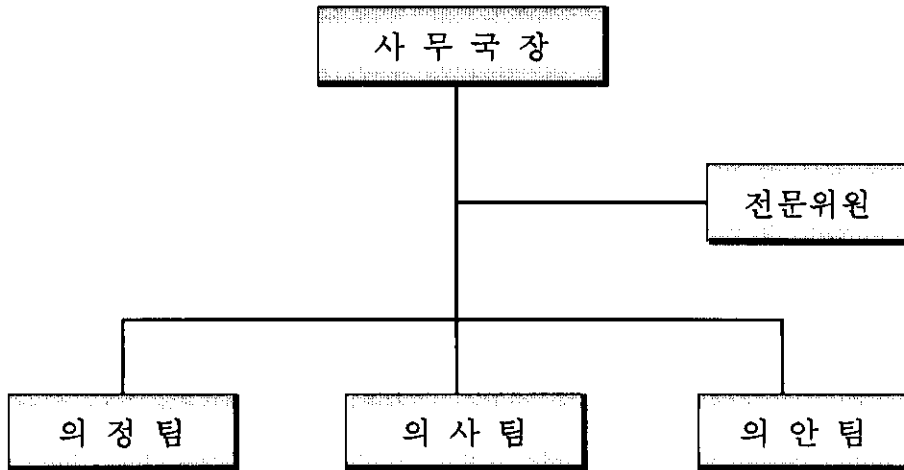 사 무 국 장
전문위원
의 정 팀
의 사 팀
의 안 팀